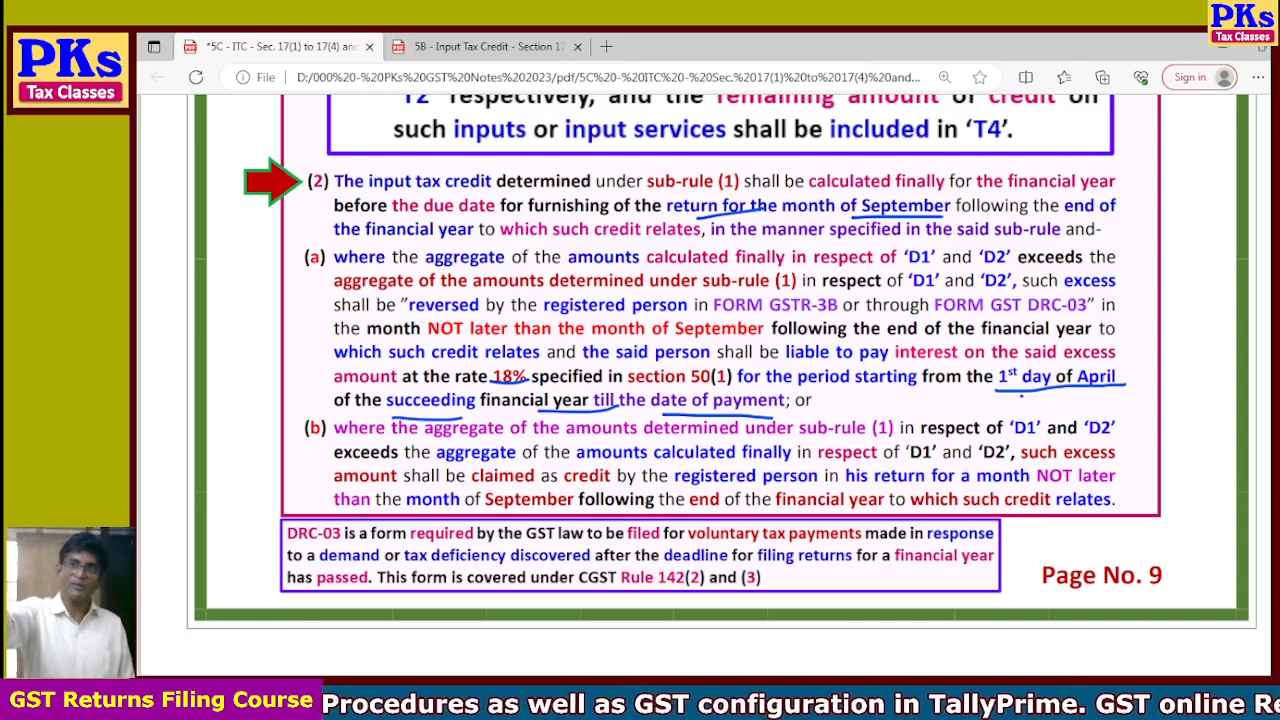 PKs
Tax Classes
PKs
Tax Classes
*5C - ITC - Sec. 17(1) to 17(4) and
5B - Input Tax Credit - Section 17
File
D:/000%20-%20PKs%20GST%20Notes%202023/pdf/5C%20-%20ITC%20-%20Sec.%2017(1)%20to%2017(4)%20and...
Sign in
'T2' respectively, and the remaining amount of credit on
such inputs or input services shall be included in ‘T4’.
(2) The input tax credit determined under sub-rule (1) shall be calculated finally for the financial year
before the due date for furnishing of the return for the month of September following the end of
the financial year to which such credit relates, in the manner specified in the said sub-rule and-
(a) where the aggregate of the amounts calculated finally in respect of ‘D1’ and ‘D2’ exceeds the
aggregate of the amounts determined under sub-rule (1) in respect of ‘D1’ and ‘D2’, such excess
shall be ”reversed by the registered person in FORM GSTR-3B or through FORM GST DRC-03” in
the month NOT later than the month of September following the end of the financial year to
which such credit relates and the said person shall be liable to pay interest on the said excess
amount at the rate 18% specified in section 50(1) for the period starting from the 1st day of April
of the succeeding financial year till the date of payment; or
(b) where the aggregate of the amounts determined under sub-rule (1) in respect of ‘D1’ and ‘D2’
exceeds the aggregate of the amounts calculated finally in respect of ‘D1’ and ‘D2’, such excess
amount shall be claimed as credit by the registered person in his return for a month NOT later
than the month of September following the end of the financial year to which such credit relates.
DRC-03 is a form required by the GST law to be filed for voluntary tax payments made in response
to a demand or tax deficiency discovered after the deadline for filing returns for a financial year
has passed. This form is covered under CGST Rule 142(2) and (3)
Page No. 9
GST Returns Filing Course
Procedures as well as GST configuration in TallyPrime. GST online Re